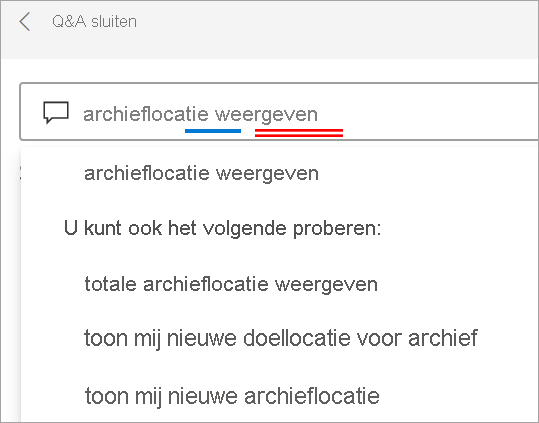 Q&A sluiten
archieflocatie weergeven
archieflocatie weergeven
U kunt ook het volgende proberen:
totale archieflocatie weergeven
toon mij nieuwe doellocatie voor archief
toon mij nieuwe archieflocatie